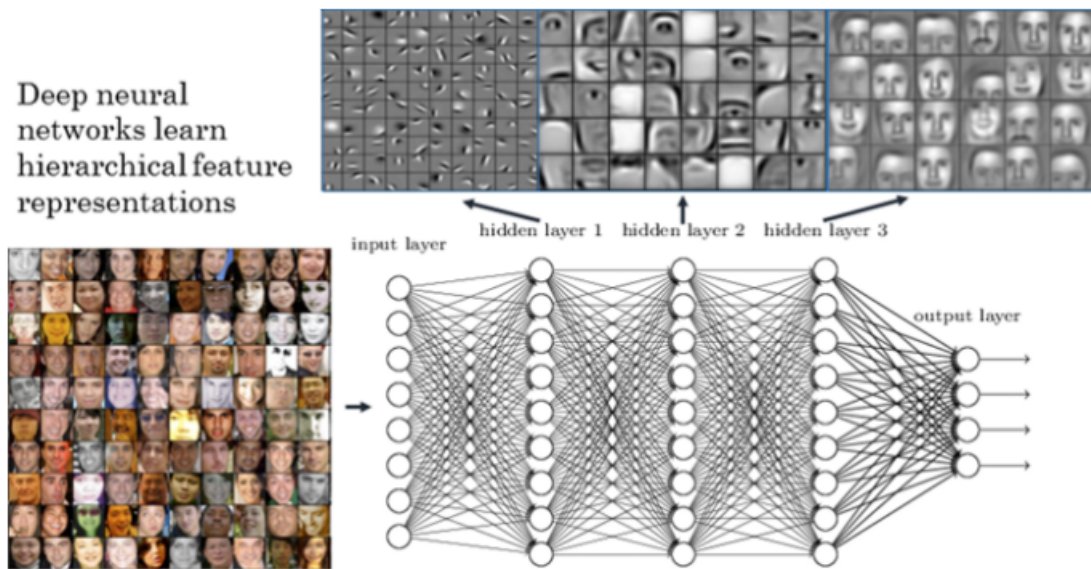 Deep neural
networks learn
hierarchical feature
representations
input layer
hidden layer 1
hidden layer 2
hidden layer 3
output layer